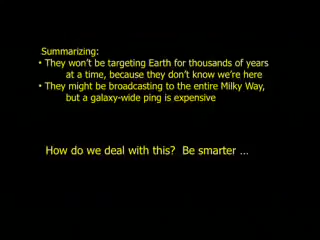 Summarizing:
• They won't be targeting Earth for thousands of years
at a time, because they don't know we're here
• They might be broadcasting to the entire Milky Way,
but a galaxy-wide ping is expensive
How do we deal with this?  Be smarter …